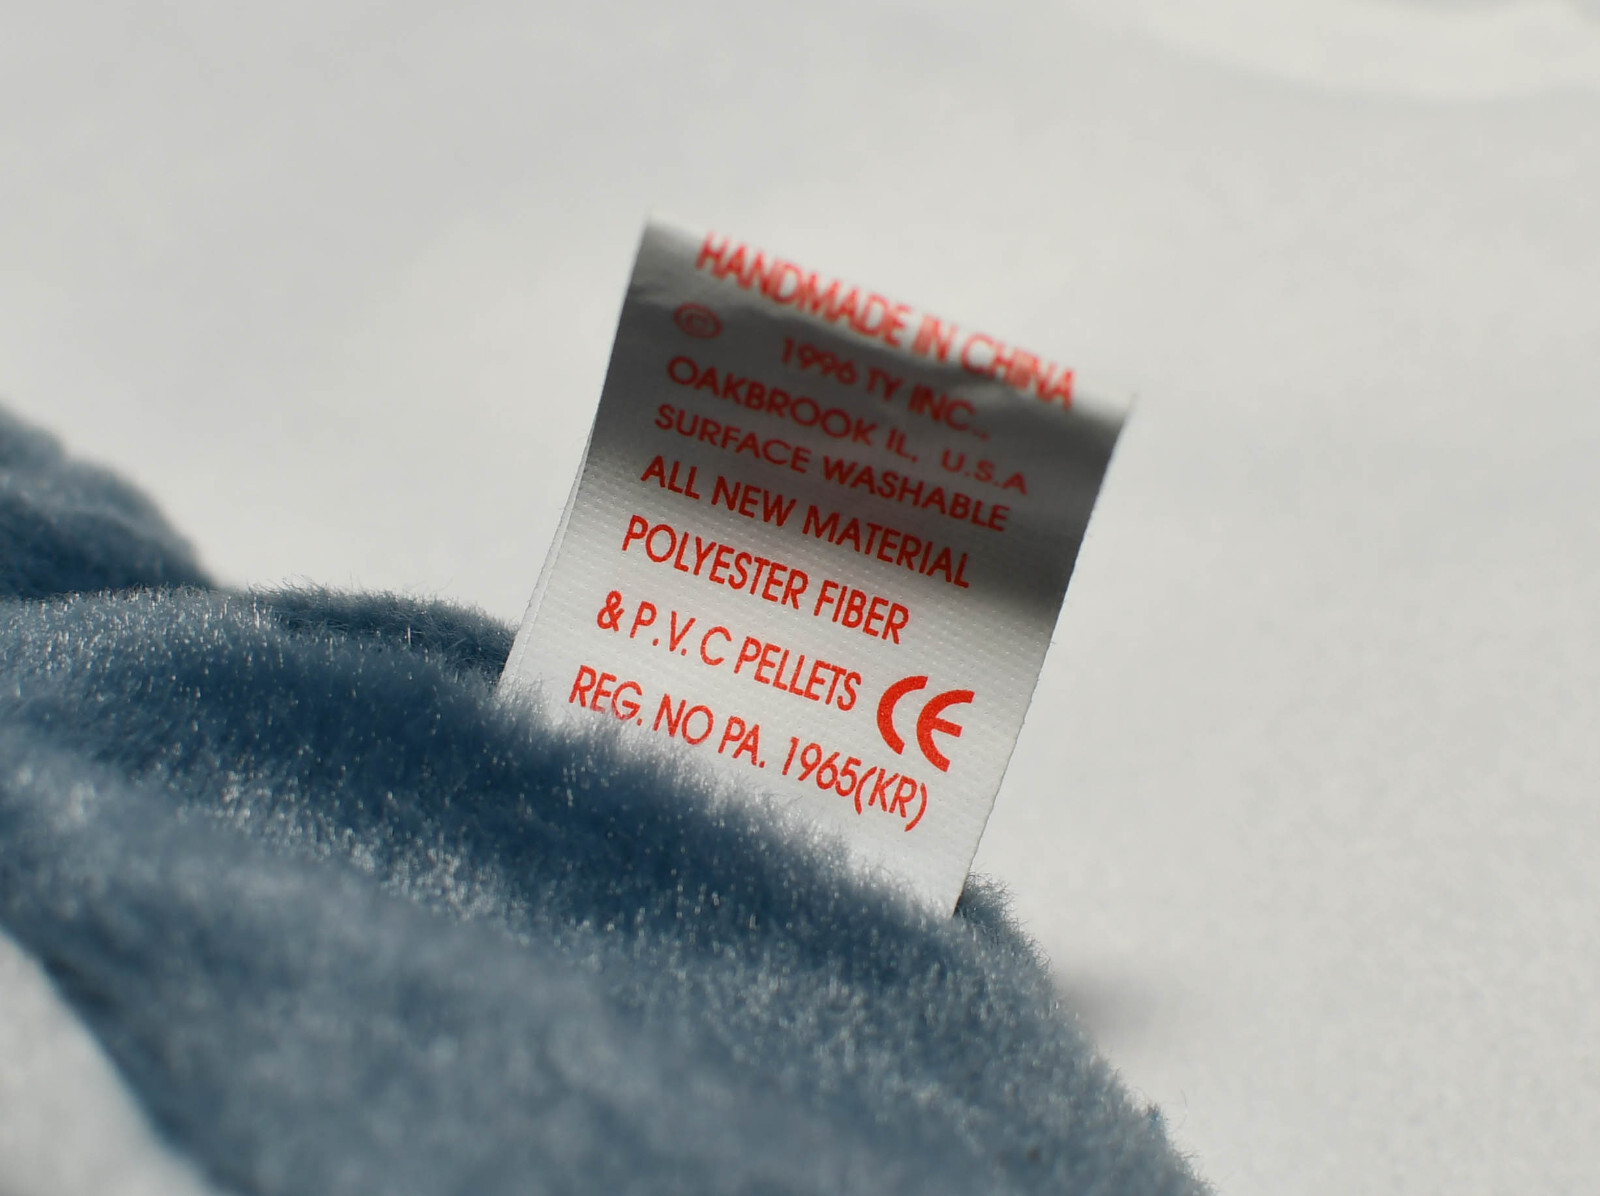 HANDMADE IN CHINA
© 1996 TY INC.,
OAKBROOK IL, U.S.A
SURFACE WASHABLE
ALL NEW MATERIAL
POLYESTER FIBER
& P.V.C PELLETS CE
REG. NO PA. 1965(KR)